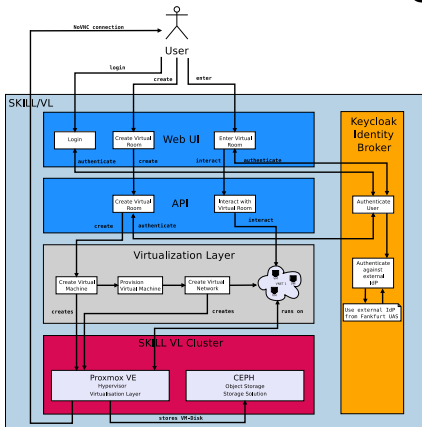 NoVNC connection
User
login
create
enter
SKILL/VL
Web UI
Login
Create Virtual
Room
Enter Virtual
Room
Keycloak
Identity
Broker
authenticate
create
interact
authenticate
API
Create Virtual
Room
Interact with
Virtual Room
Authenticate
User
create
authenticate
interact
Virtualization Layer
Create Virtual
Machine
Provision
Virtual Machine
Create Virtual
Network
Authenticate
against
external
IdP
Use external IdP
from Fankfurt UAS
creates
creates
runs on
SKILL VL Cluster
Proxmox VE
Hypervisor
Virtualisation Layer
CEPH
Object Storage
Storage Solution
stores VM-Disk